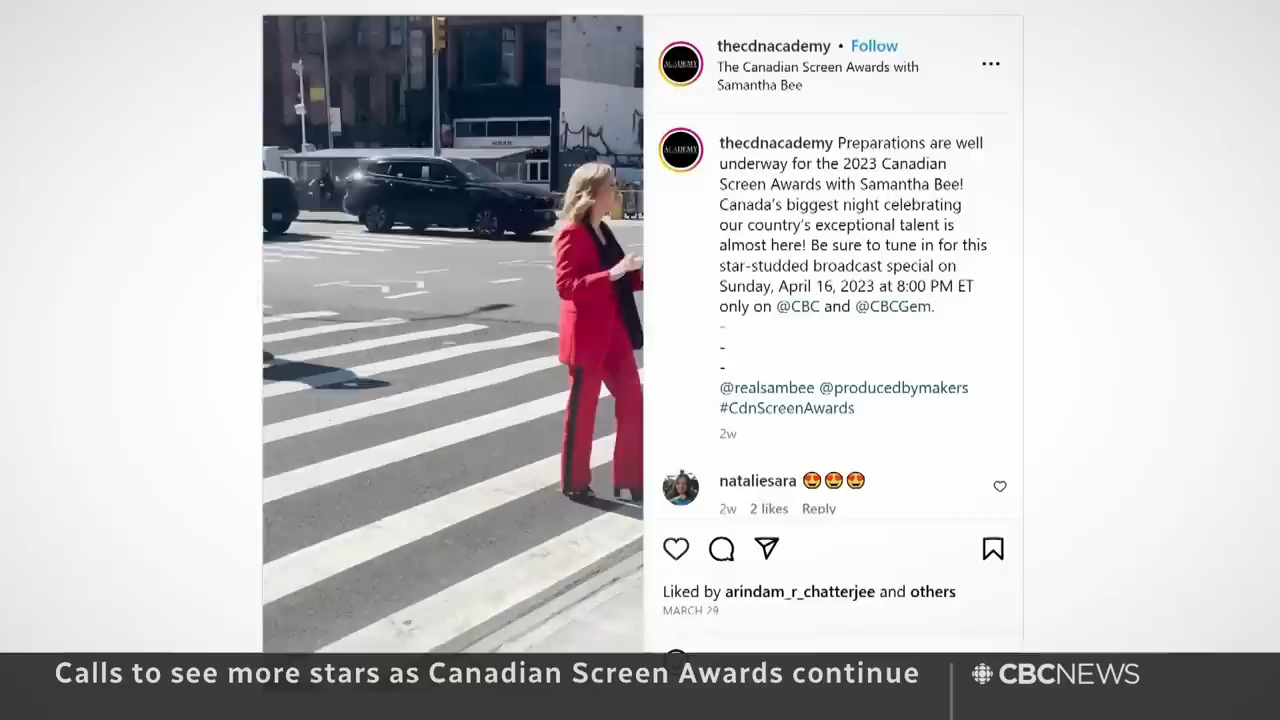 thecdnacademy • Follow
The Canadian Screen Awards with
Samantha Bee
ACADEMY
thecdnacademy Preparations are well
underway for the 2023 Canadian
Screen Awards with Samantha Bee!
Canada's biggest night celebrating
our country's exceptional talent is
almost here! Be sure to tune in for this
star-studded broadcast special on
Sunday, April 16, 2023 at 8:00 PM ET
only on @CBC and @CBCGem.
-
-
-
@realsambee @producedbymakers
#CdnScreenAwards
2w
nataliesara 😍😍😍
2w 2 likes Reply
Liked by arindam_r_chatterjee and others
MARCH 29
Calls to see more stars as Canadian Screen Awards continue
CBCNEWS